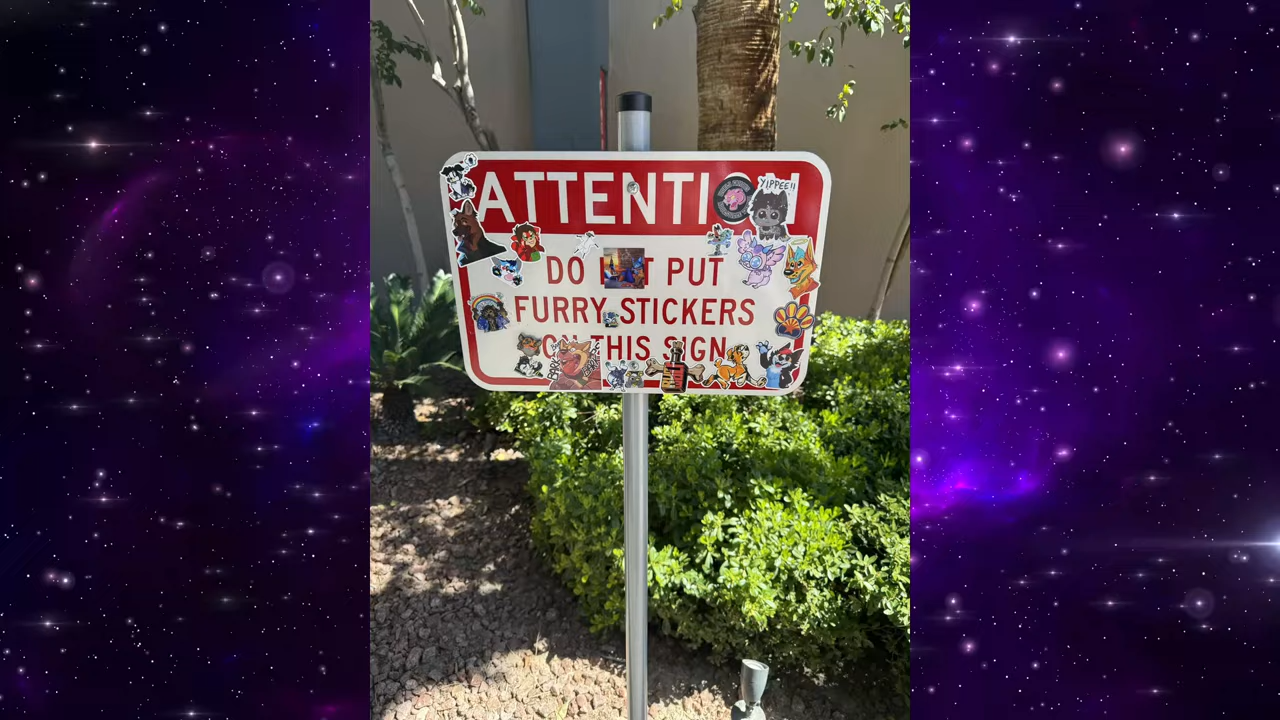 ATTENTION
YIPPEE!!
DO NOT PUT
FURRY STICKERS
ON THIS SIGN